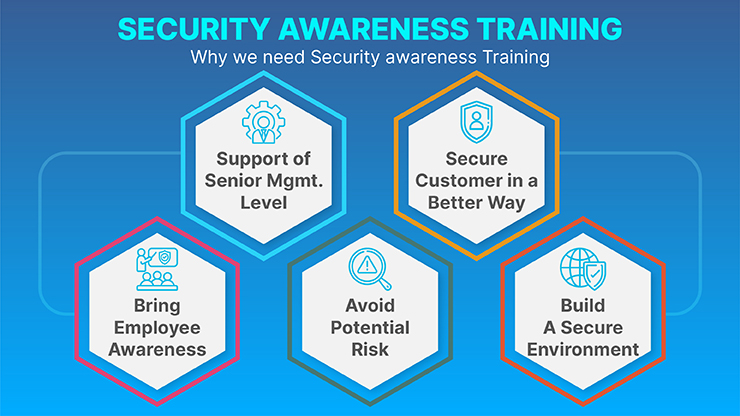 SECURITY AWARENESS TRAINING
Why we need Security awareness Training
Support of
Senior Mgmt.
Level
Secure
Customer in a
Better Way
Bring
Employee
Awareness
Avoid
Potential
Risk
Build
A Secure
Environment